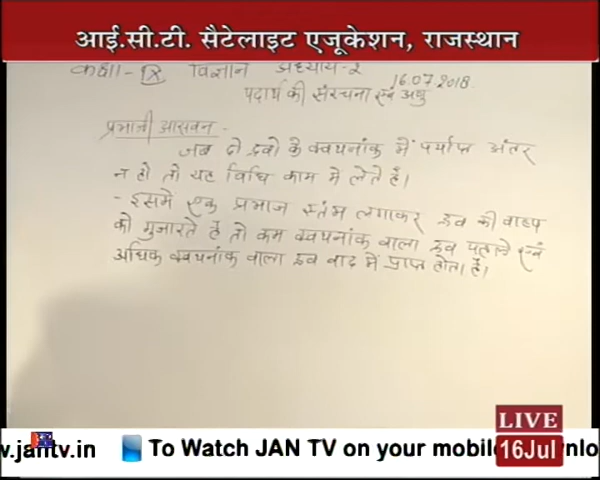 आई.सी.टी. सैटेलाइट एजूकेशन, राजस्थान
कक्षा - IX विज्ञान अध्याय-2
16.07.2018
पदार्थ की संरचना एवं अणु
प्रभाजी आसवन -
जब दो द्रवों के क्वथनांक में पर्याप्त अंतर
न हो तो यह विधि काम मे लेते हैं।
- इसमे एक प्रभाज स्तंभ लगाकर द्रव की वाष्प
को गुजारते है तो कम क्वथनांक वाला द्रव पहले एवं
अधिक क्वथनांक वाला द्रव बाद में प्राप्त होता है।
LIVE
16Jul
.jantv.in To Watch JAN TV on your mobile